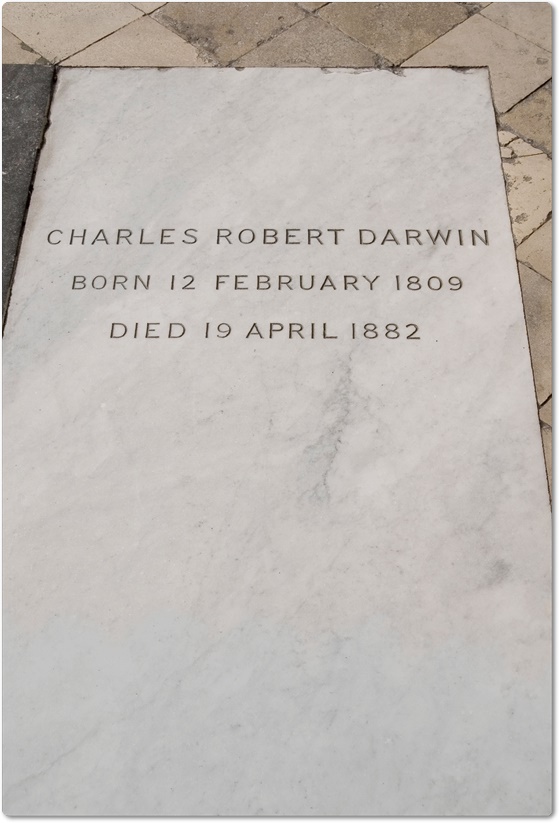 CHARLES ROBERT DARWIN
BORN 12 FEBRUARY 1809
DIED 19 APRIL 1882